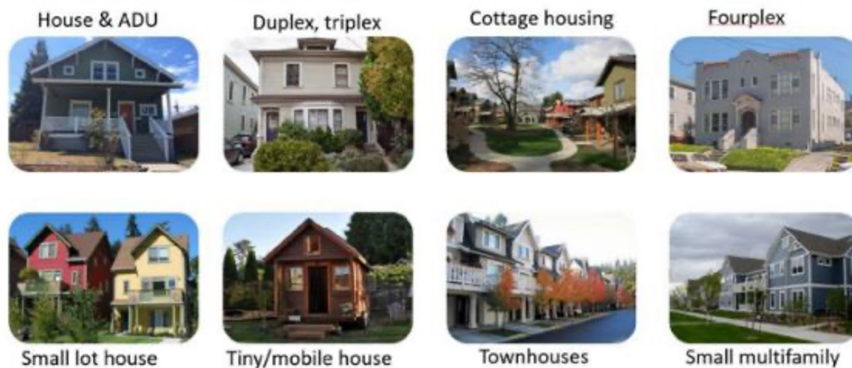 House & ADU
Duplex, triplex
Cottage housing
Fourplex
Small lot house
Tiny/mobile house
Townhouses
Small multifamily